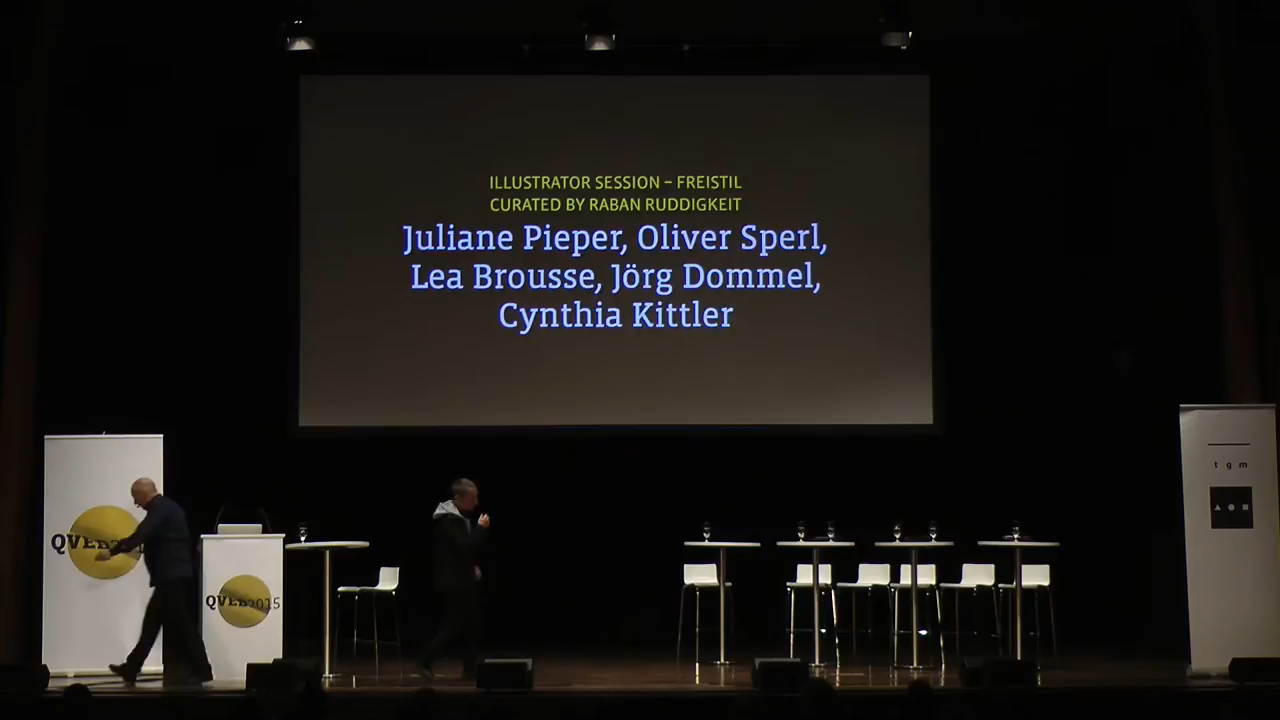 ILLUSTRATOR SESSION – FREISTIL
CURATED BY RABAN RUDDIGKEIT
Juliane Pieper, Oliver Sperl,
Lea Brousse, Jörg Dommel,
Cynthia Kittler
tgm
QVED2015